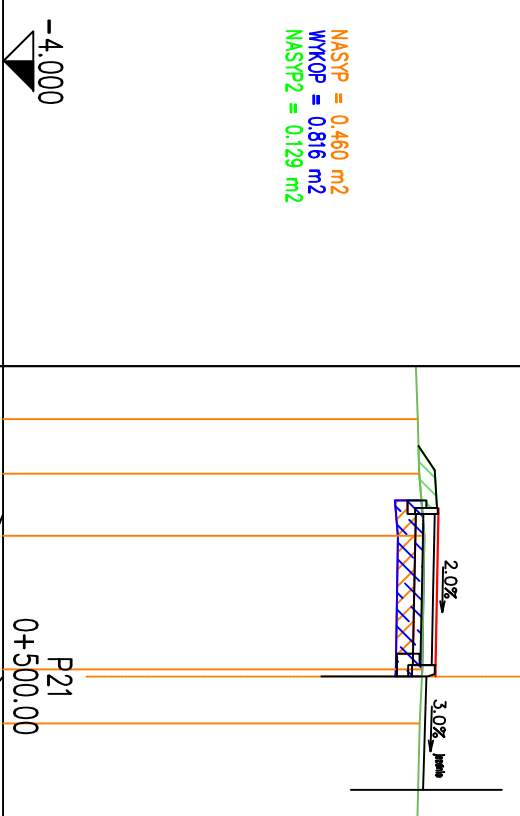 NASYP = 0.460 m2
WYKOP = 0.816 m2
NASYP2 = 0.129 m2
-4.000
2.0%
3.0%
jezdnia
P21
0+500.00